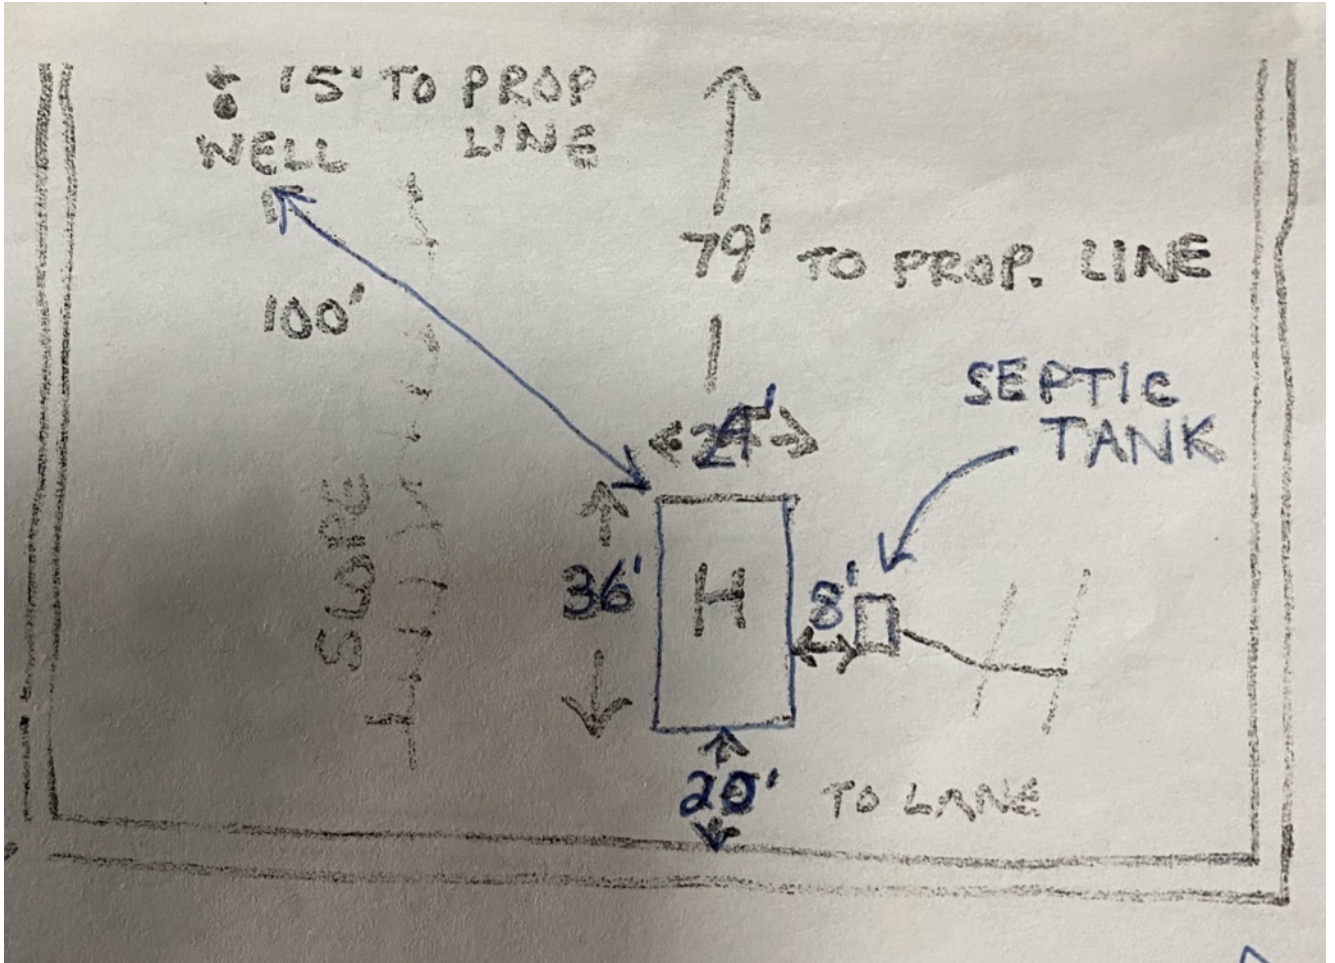 15' TO PROP
LINE
WELL
79' TO PROP. LINE
100'
SEPTIC
TANK
24'
SLOPE
36'
H
8'
20' TO LANE